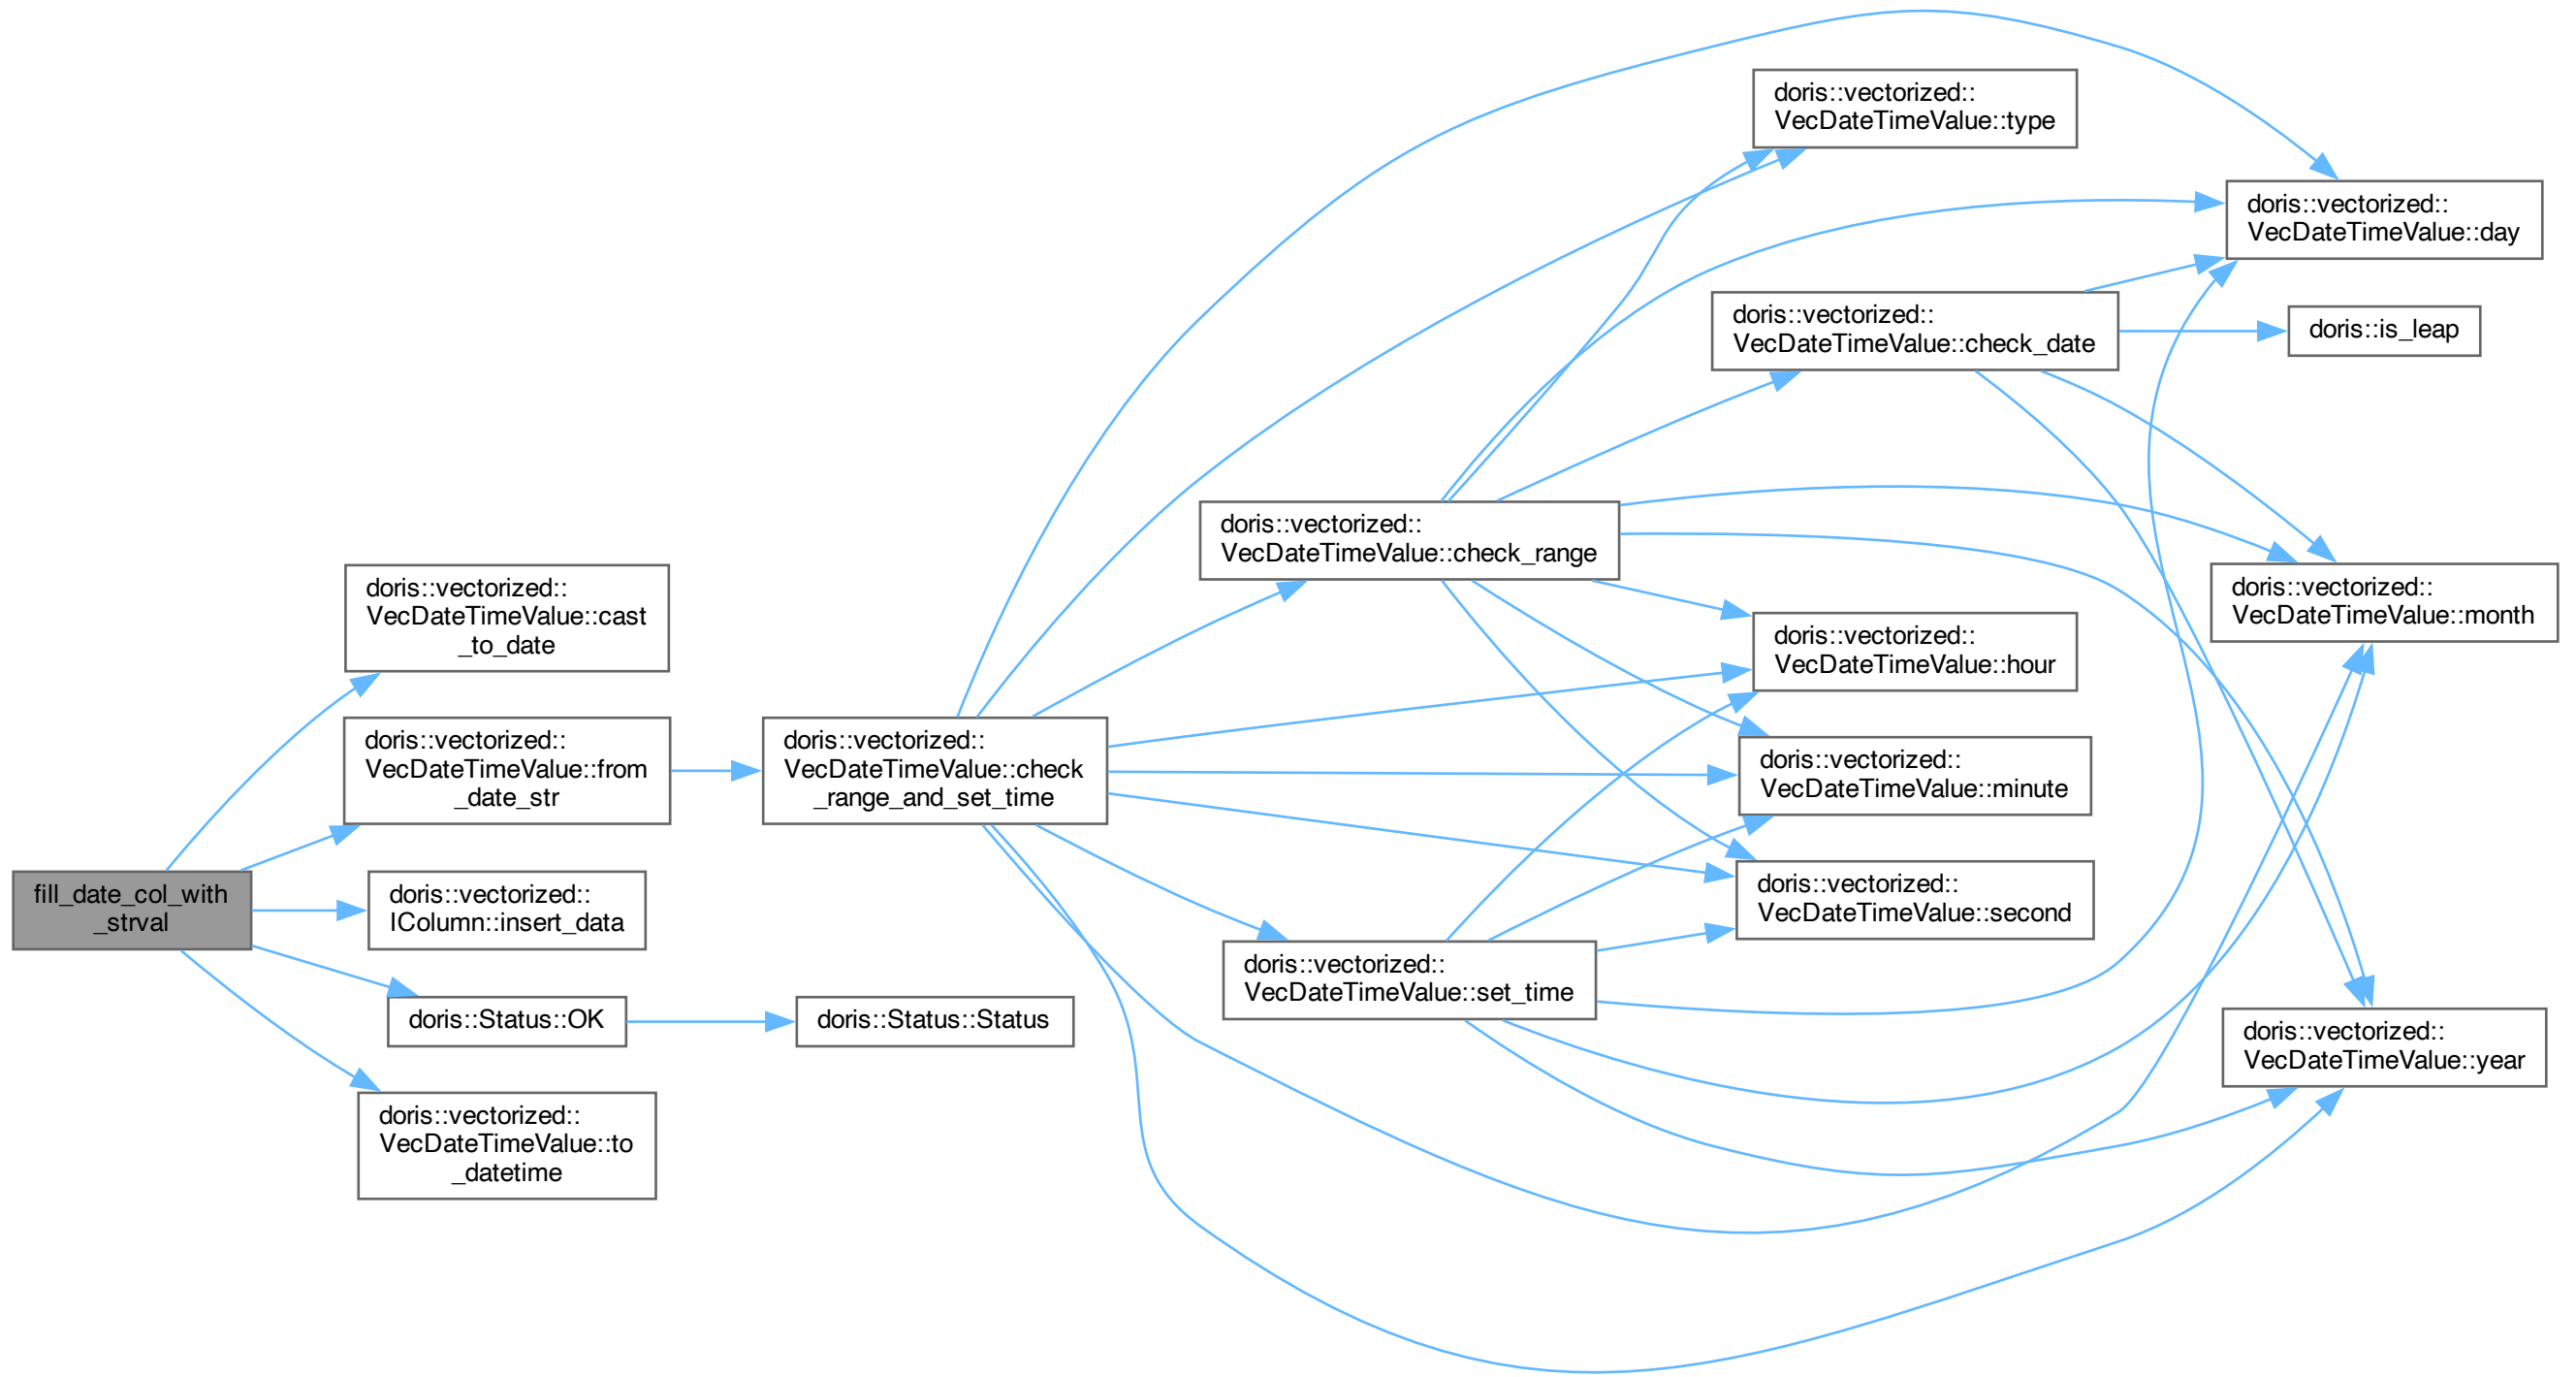 fill_date_col_with
_strval
doris::vectorized::
VecDateTimeValue::cast
_to_date
doris::vectorized::
VecDateTimeValue::from
_date_str
doris::vectorized::
IColumn::insert_data
doris::Status::OK
doris::vectorized::
VecDateTimeValue::to
_datetime
doris::vectorized::
VecDateTimeValue::check
_range_and_set_time
doris::Status::Status
doris::vectorized::
VecDateTimeValue::check_range
doris::vectorized::
VecDateTimeValue::set_time
doris::vectorized::
VecDateTimeValue::type
doris::vectorized::
VecDateTimeValue::check_date
doris::vectorized::
VecDateTimeValue::hour
doris::vectorized::
VecDateTimeValue::minute
doris::vectorized::
VecDateTimeValue::second
doris::vectorized::
VecDateTimeValue::day
doris::is_leap
doris::vectorized::
VecDateTimeValue::month
doris::vectorized::
VecDateTimeValue::year